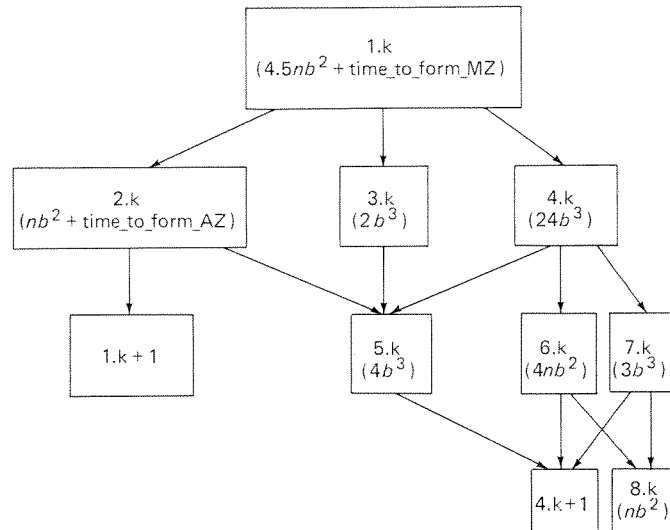 1.k
(4.5nb² + time_to_form_MZ)
2.k
(nb² + time_to_form_AZ)
3.k
(2b³)
4.k
(24b³)
1.k + 1
5.k
(4b³)
6.k
(4nb²)
7.k
(3b³)
4.k+1
8.k
(nb²)